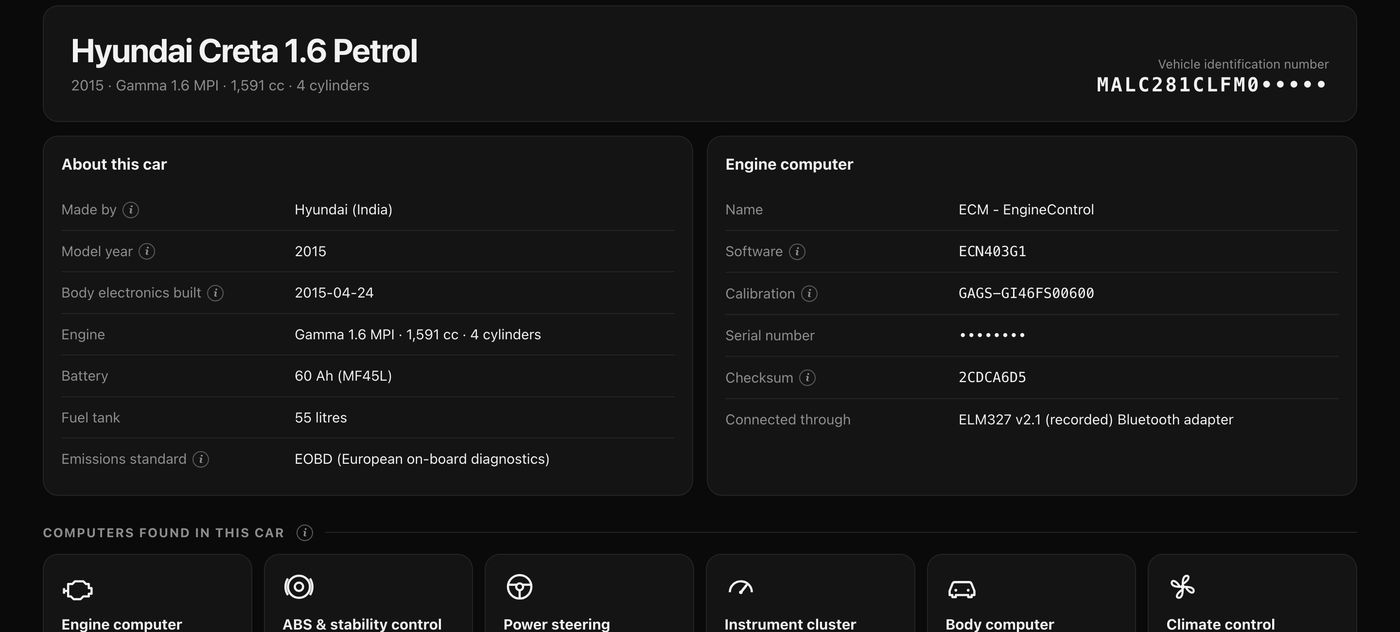 Hyundai Creta 1.6 Petrol
2015 · Gamma 1.6 MPI · 1,591 cc · 4 cylinders
Vehicle identification number
MALC281CLFM0•••••
About this car
Made by i Hyundai (India)
Model year i 2015
Body electronics built i 2015-04-24
Engine Gamma 1.6 MPI · 1,591 cc · 4 cylinders
Battery 60 Ah (MF45L)
Fuel tank 55 litres
Emissions standard i EOBD (European on-board diagnostics)
Engine computer
Name ECM - EngineControl
Software i ECN403G1
Calibration i GAGS-GI46FS00600
Serial number ••••••••
Checksum i 2CDCA6D5
Connected through ELM327 v2.1 (recorded) Bluetooth adapter
COMPUTERS FOUND IN THIS CAR i
Engine computer
ABS & stability control
Power steering
Instrument cluster
Body computer
Climate control